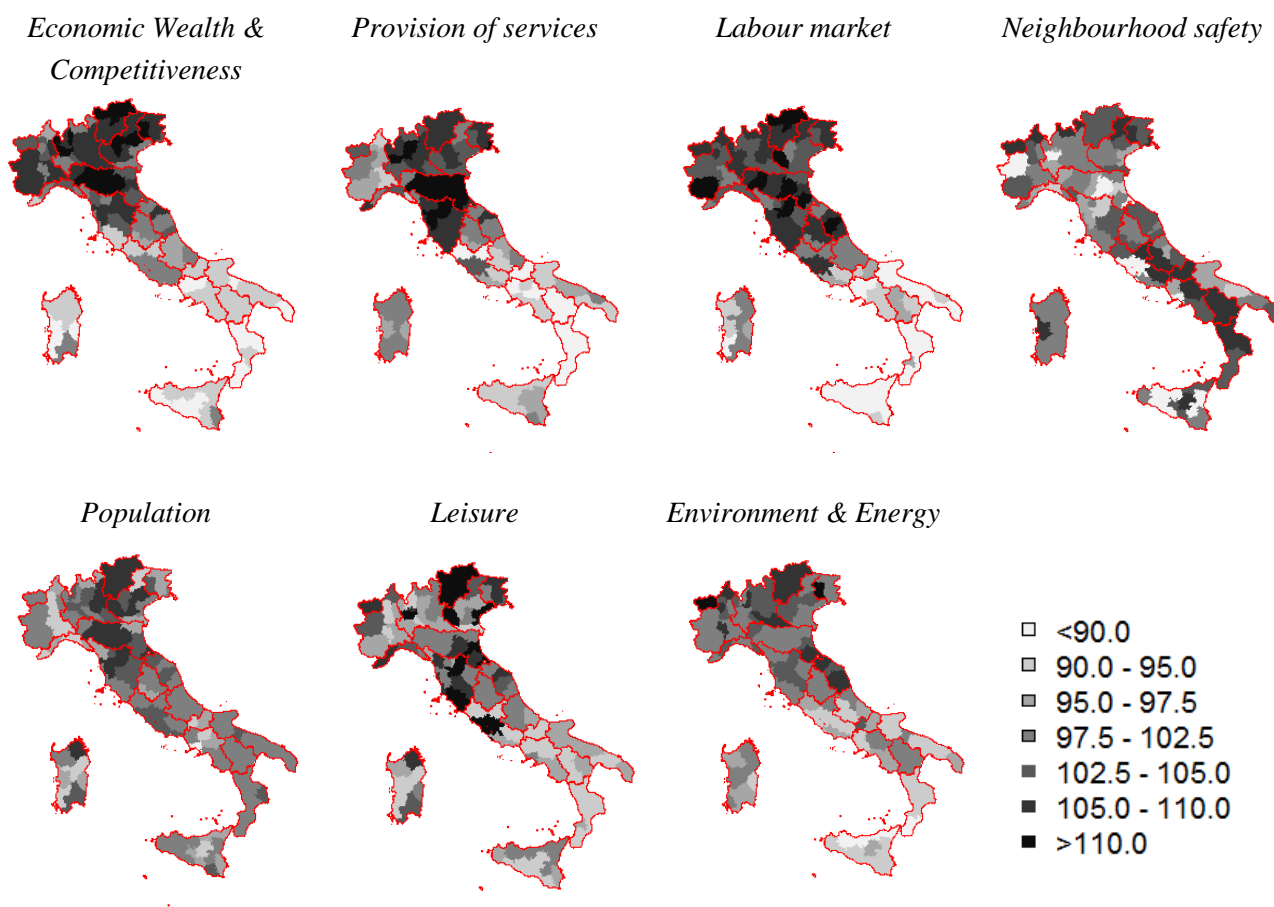 Economic Wealth &
Competitiveness
Provision of services
Labour market
Neighbourhood safety
Population
Leisure
Environment & Energy
<90.0
90.0 - 95.0
95.0 - 97.5
97.5 - 102.5
102.5 - 105.0
105.0 - 110.0
>110.0